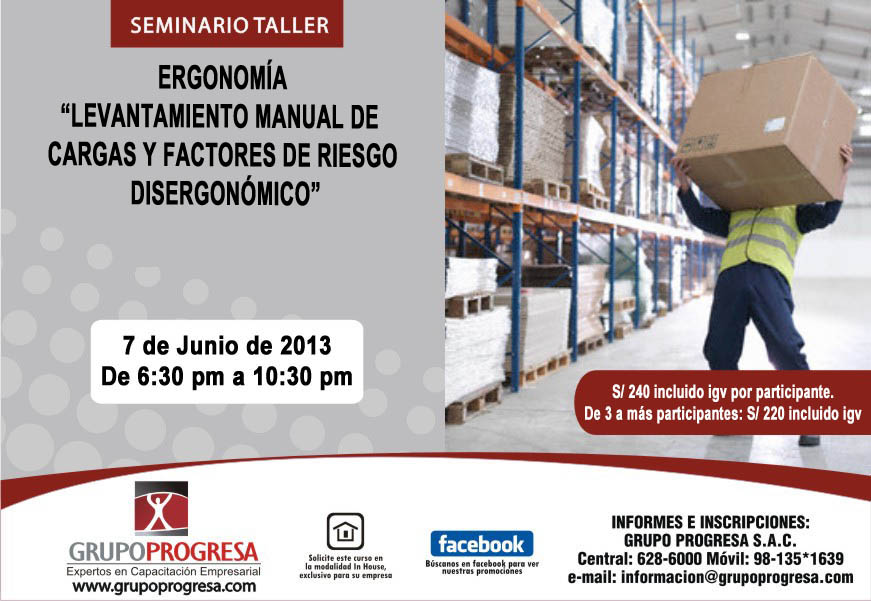 SEMINARIO TALLER
ERGONOMÍA
“LEVANTAMIENTO MANUAL DE
CARGAS Y FACTORES DE RIESGO
DISERGONÓMICO”
7 de Junio de 2013
De 6:30 pm a 10:30 pm
S/ 240 incluido igv por participante.
De 3 a más participantes: S/ 220 incluido igv
GRUPOPROGRESA
Expertos en Capacitación Empresarial
www.grupoprogresa.com
Solicite este curso en
la modalidad In House,
exclusivo para su empresa
facebook
Búscanos en facebook para ver
nuestras promociones
INFORMES E INSCRIPCIONES:
GRUPO PROGRESA S.A.C.
Central: 628-6000 Móvil: 98-135*1639
e-mail: informacion@grupoprogresa.com